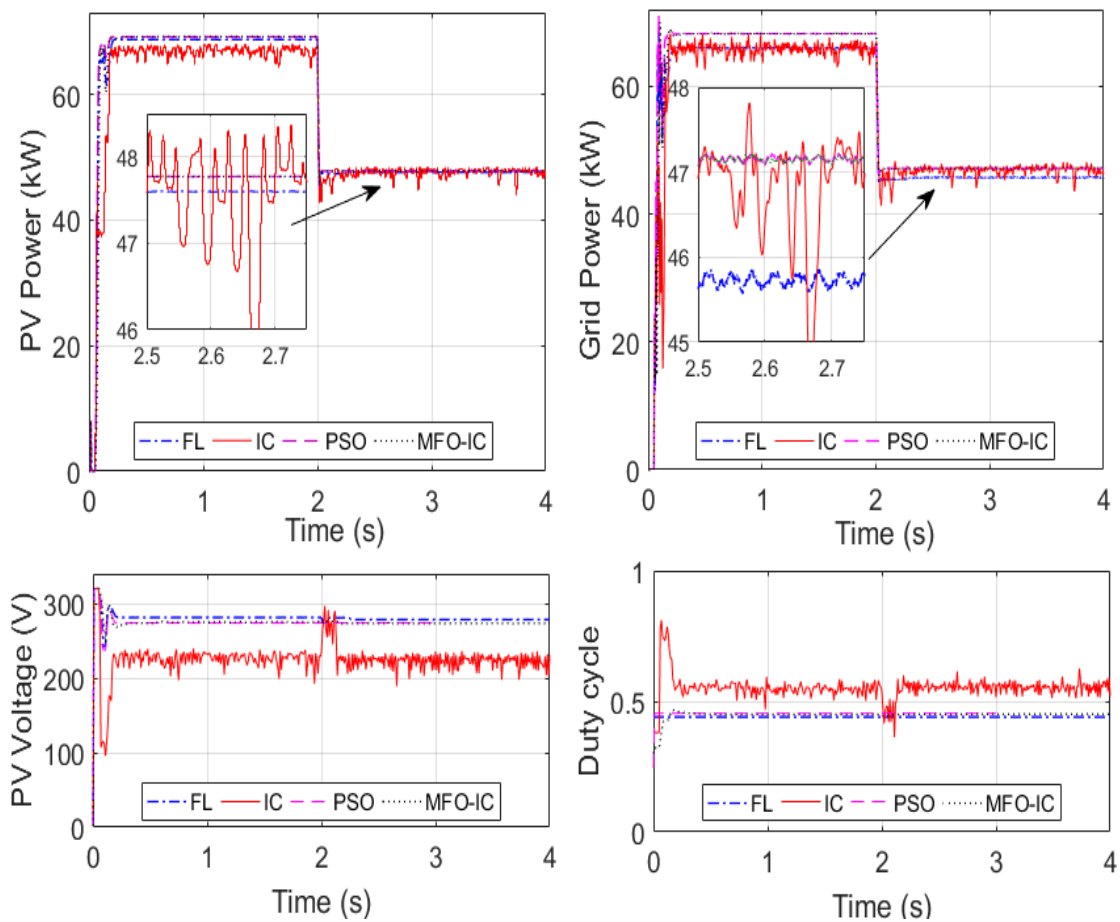 PV Power (kW)
60
40
20
0
48
47
46
2.5 2.6 2.7
FL IC PSO MFO-IC
0 1 2 3 4
Time (s)
Grid Power (kW)
60
40
20
0
48
47
46
45
2.5 2.6 2.7
FL IC PSO MFO-IC
0 1 2 3 4
Time (s)
PV Voltage (V)
300
200
100
0
FL IC PSO MFO-IC
0 1 2 3 4
Time (s)
Duty cycle
1
0.5
0
FL IC PSO MFO-IC
0 1 2 3 4
Time (s)